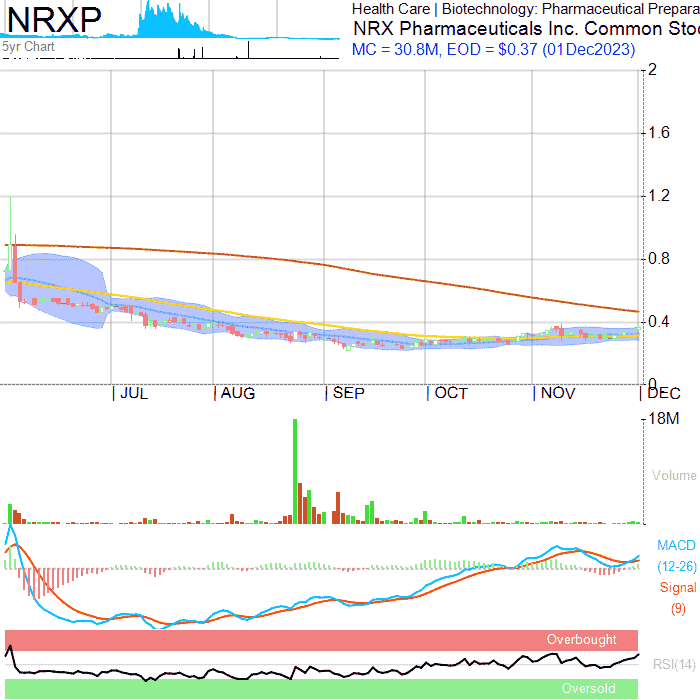 NRXP
5yr Chart
Health Care | Biotechnology: Pharmaceutical Prepara
NRX Pharmaceuticals Inc. Common Stoc
MC = 30.8M, EOD = $0.37 (01Dec2023)
2
1.6
1.2
0.8
0.4
0
| JUL | AUG | SEP | OCT | NOV | DEC
18M
Volume
MACD
(12-26)
Signal
(9)
Overbought
RSI(14)
Oversold